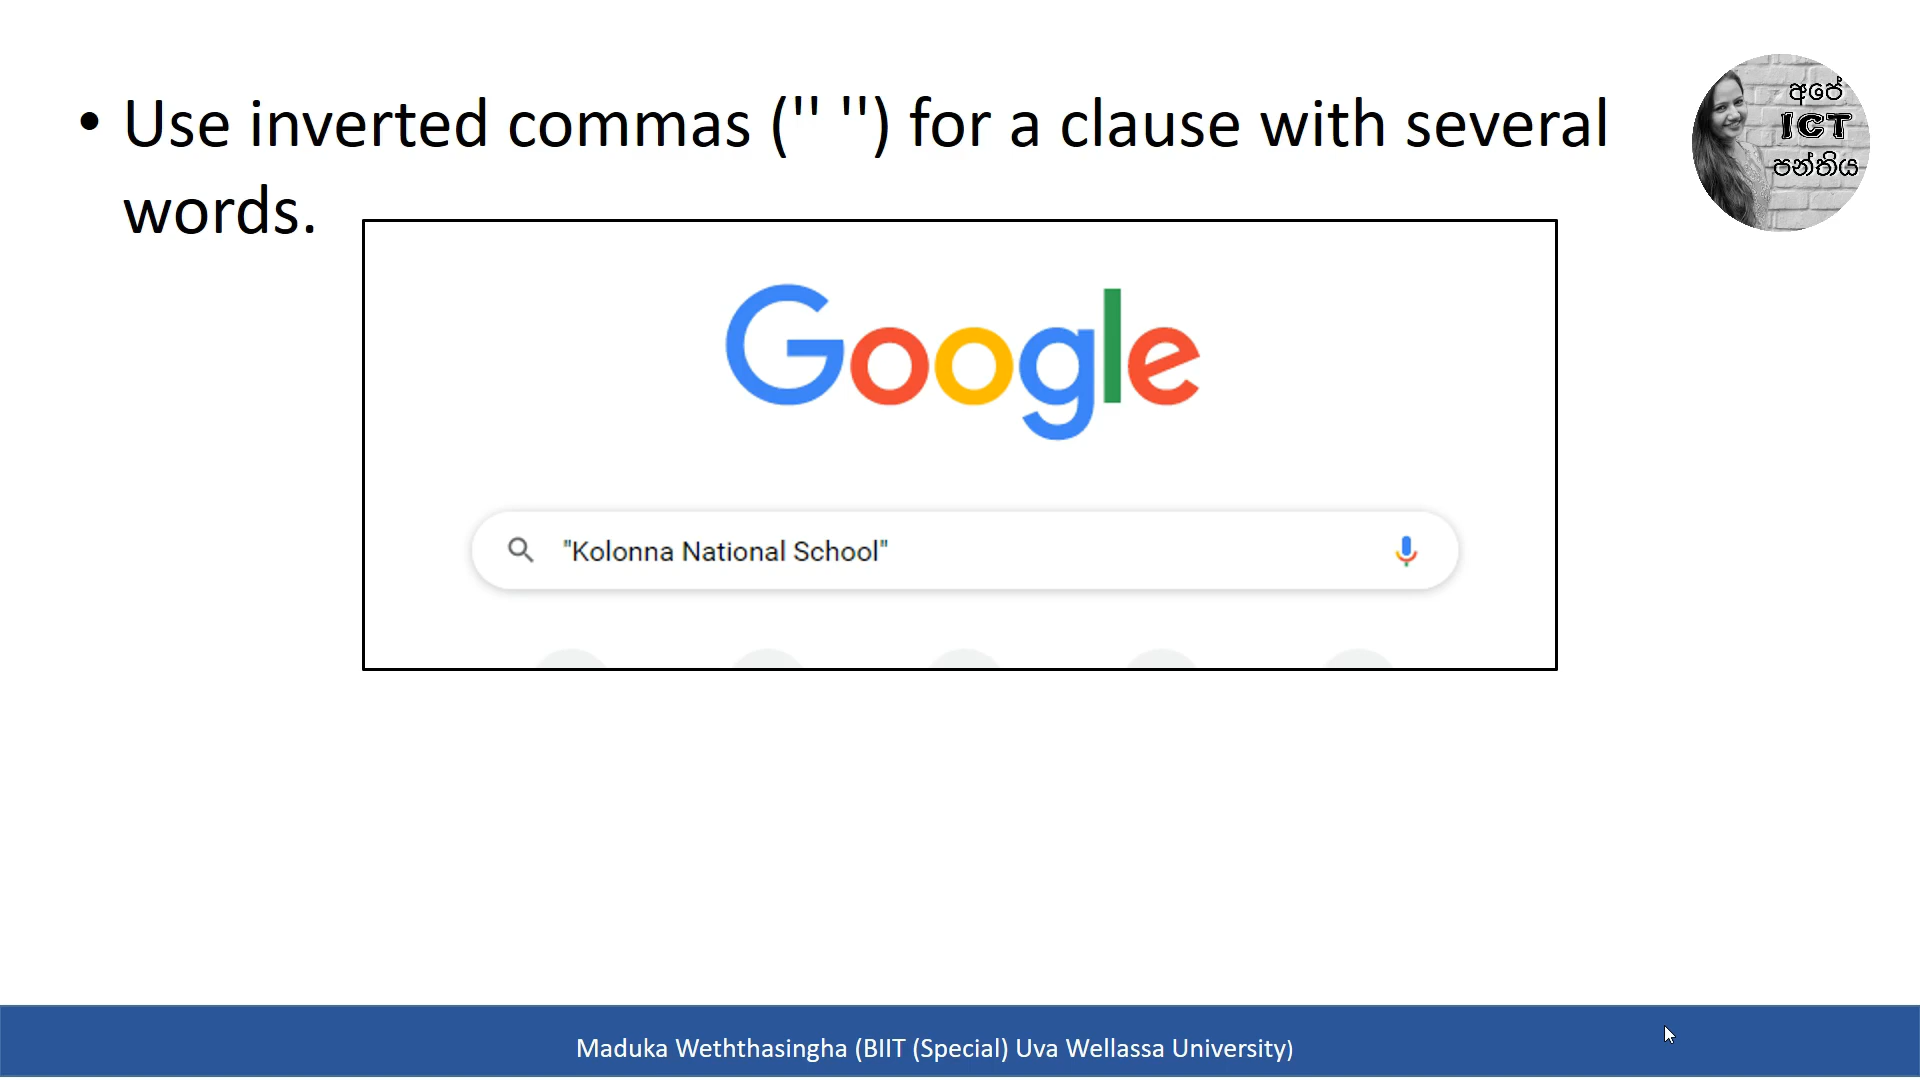 • Use inverted commas (" ") for a clause with several
words.
අපේ
ICT
පන්තිය
Google
"Kolonna National School"
Maduka Weththasingha (BIIT (Special) Uva Wellassa University)